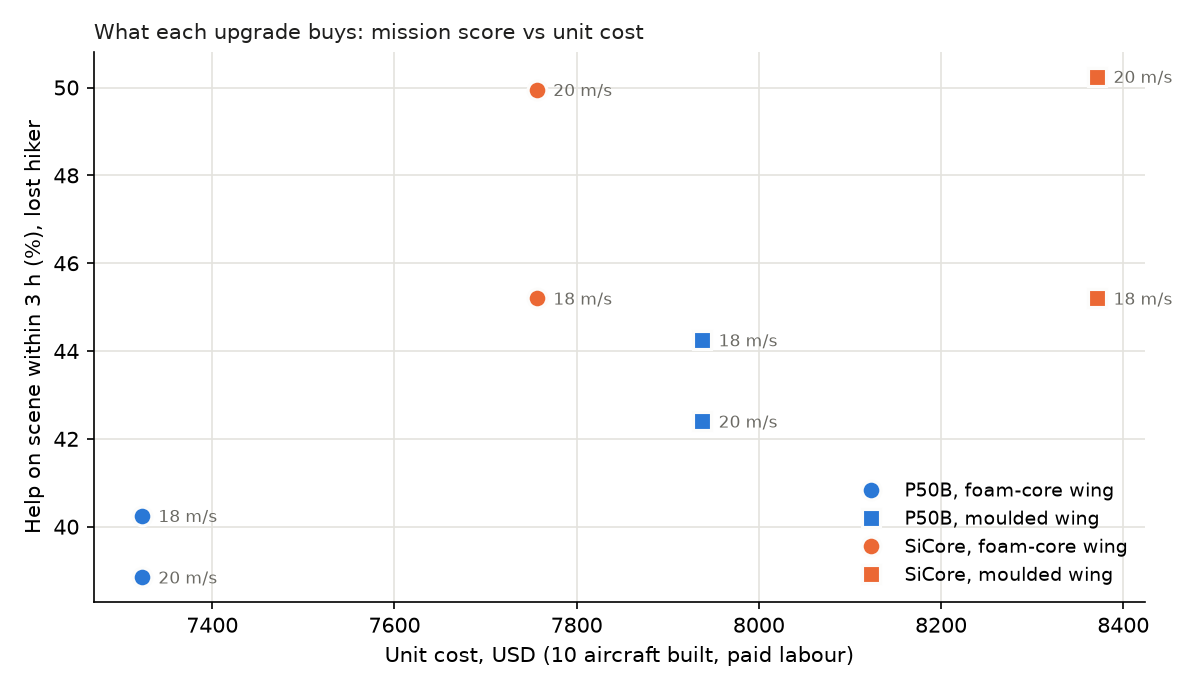 What each upgrade buys: mission score vs unit cost
Help on scene within 3 h (%), lost hiker
50
48
46
44
42
40
20 m/s
20 m/s
18 m/s
18 m/s
18 m/s
20 m/s
18 m/s
20 m/s
P50B, foam-core wing
P50B, moulded wing
SiCore, foam-core wing
SiCore, moulded wing
7400 7600 7800 8000 8200 8400
Unit cost, USD (10 aircraft built, paid labour)